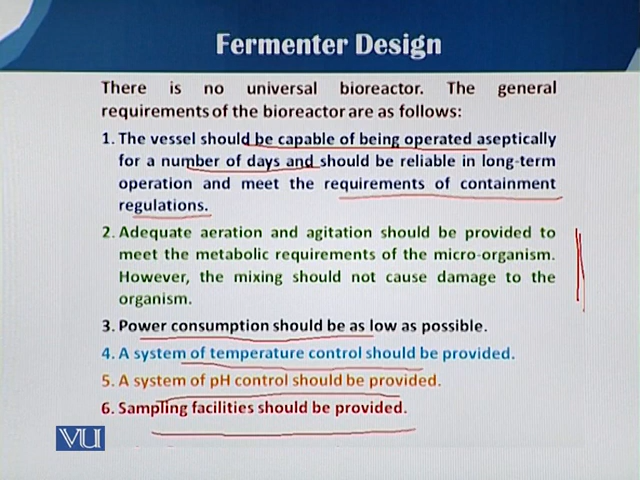 Fermenter Design
There is no universal bioreactor. The general
requirements of the bioreactor are as follows:
1. The vessel should be capable of being operated aseptically
for a number of days and should be reliable in long-term
operation and meet the requirements of containment
regulations.
2. Adequate aeration and agitation should be provided to
meet the metabolic requirements of the micro-organism.
However, the mixing should not cause damage to the
organism.
3. Power consumption should be as low as possible.
4. A system of temperature control should be provided.
5. A system of pH control should be provided.
6. Sampling facilities should be provided.
VU